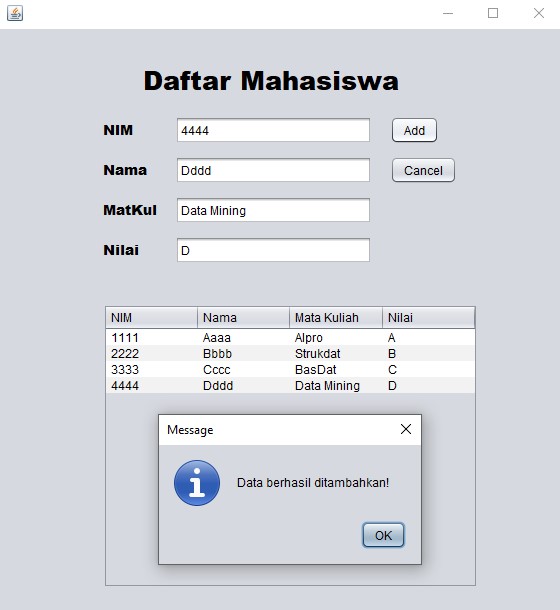 Daftar Mahasiswa
NIM 4444 Add
Nama Dddd Cancel
MatKul Data Mining
Nilai D
NIM Nama Mata Kuliah Nilai
1111 Aaaa Alpro A
2222 Bbbb Strukdat B
3333 Cccc BasDat C
4444 Dddd Data Mining D
Message
Data berhasil ditambahkan!
OK